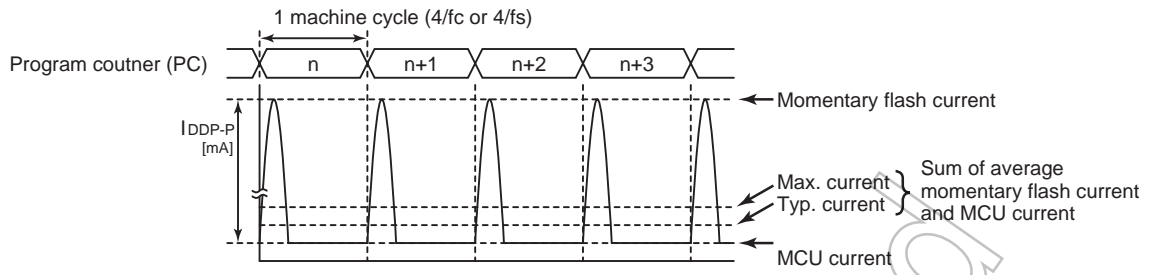 1 machine cycle (4/fc or 4/fs)
Program coutner (PC)
n
n+1
n+2
n+3
Momentary flash current
IDDP-P
[mA]
Max. current
Typ. current
Sum of average
momentary flash current
and MCU current
MCU current